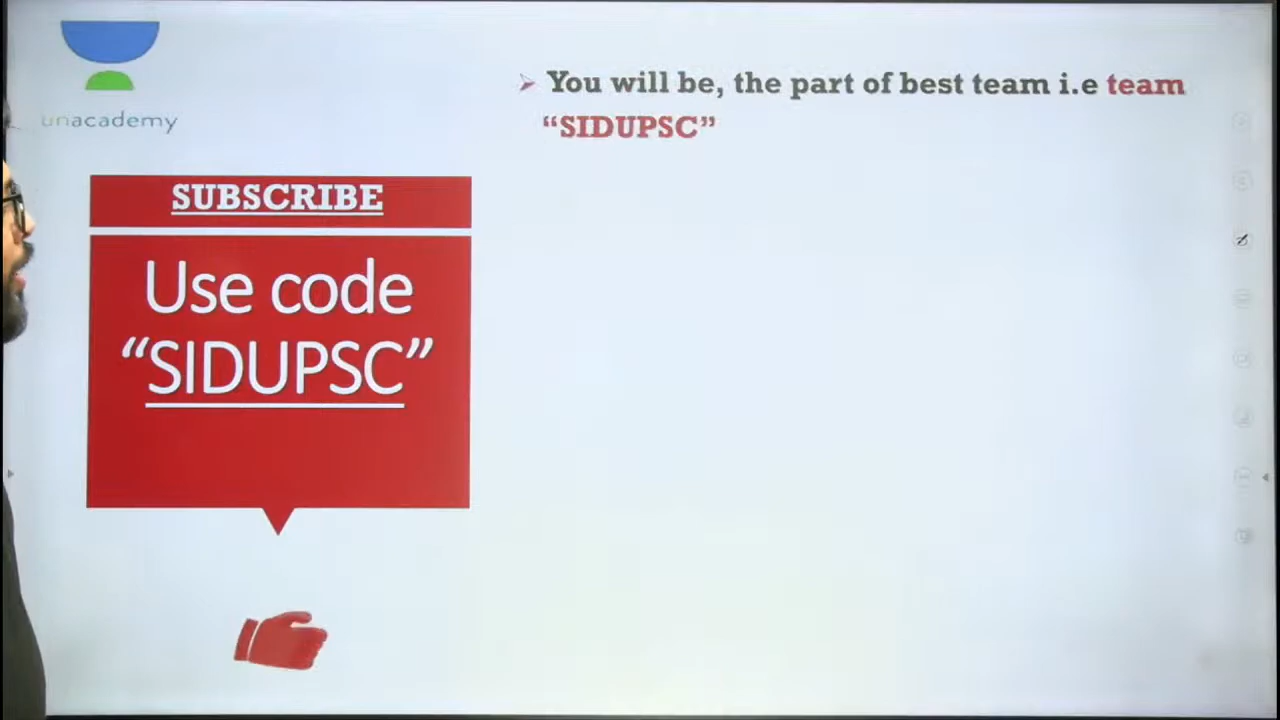 unacademy
SUBSCRIBE
Use code
“SIDUPSC”
You will be, the part of best team i.e team
“SIDUPSC”